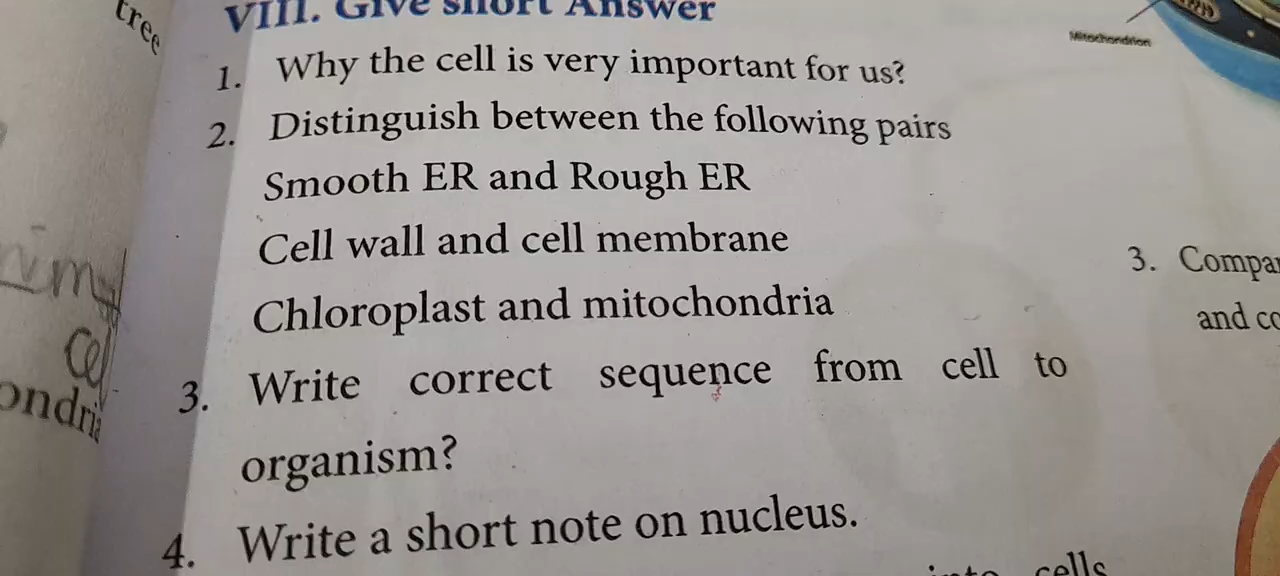 tree
VIII. Give short Answer
1. Why the cell is very important for us?
2. Distinguish between the following pairs
Smooth ER and Rough ER
Cell wall and cell membrane
Chloroplast and mitochondria
3. Write correct sequence from cell to
organism?
4. Write a short note on nucleus.
into cells
Mitochondrion
3.
and